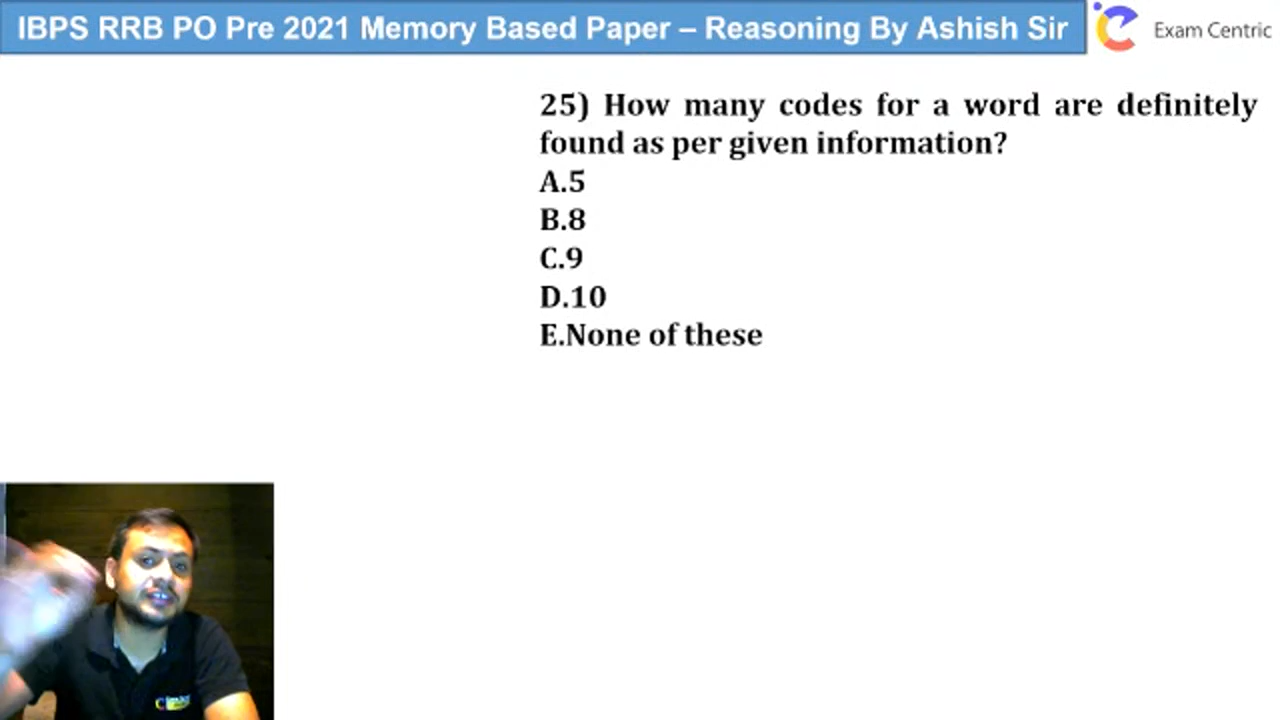 IBPS RRB PO Pre 2021 Memory Based Paper – Reasoning By Ashish Sir
Exam Centric
25) How many codes for a word are definitely
found as per given information?
A.5
B.8
C.9
D.10
E.None of these